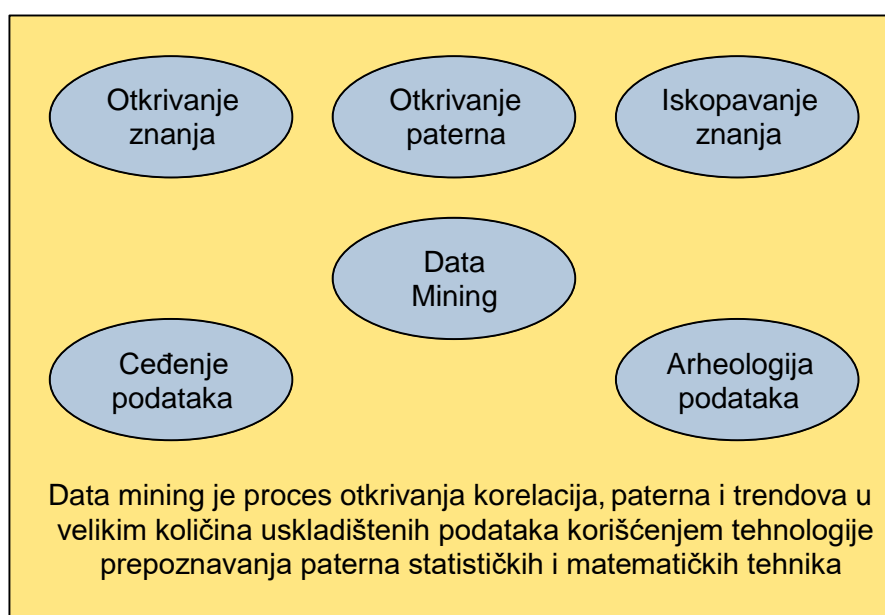 Otkrivanje
znanja
Otkrivanje
paterna
Iskopavanje
znanja
Data
Mining
Ceđenje
podataka
Arheologija
podataka
Data mining je proces otkrivanja korelacija, paterna i trendova u
velikim količina uskladištenih podataka korišćenjem tehnologije
prepoznavanja paterna statističkih i matematičkih tehnika